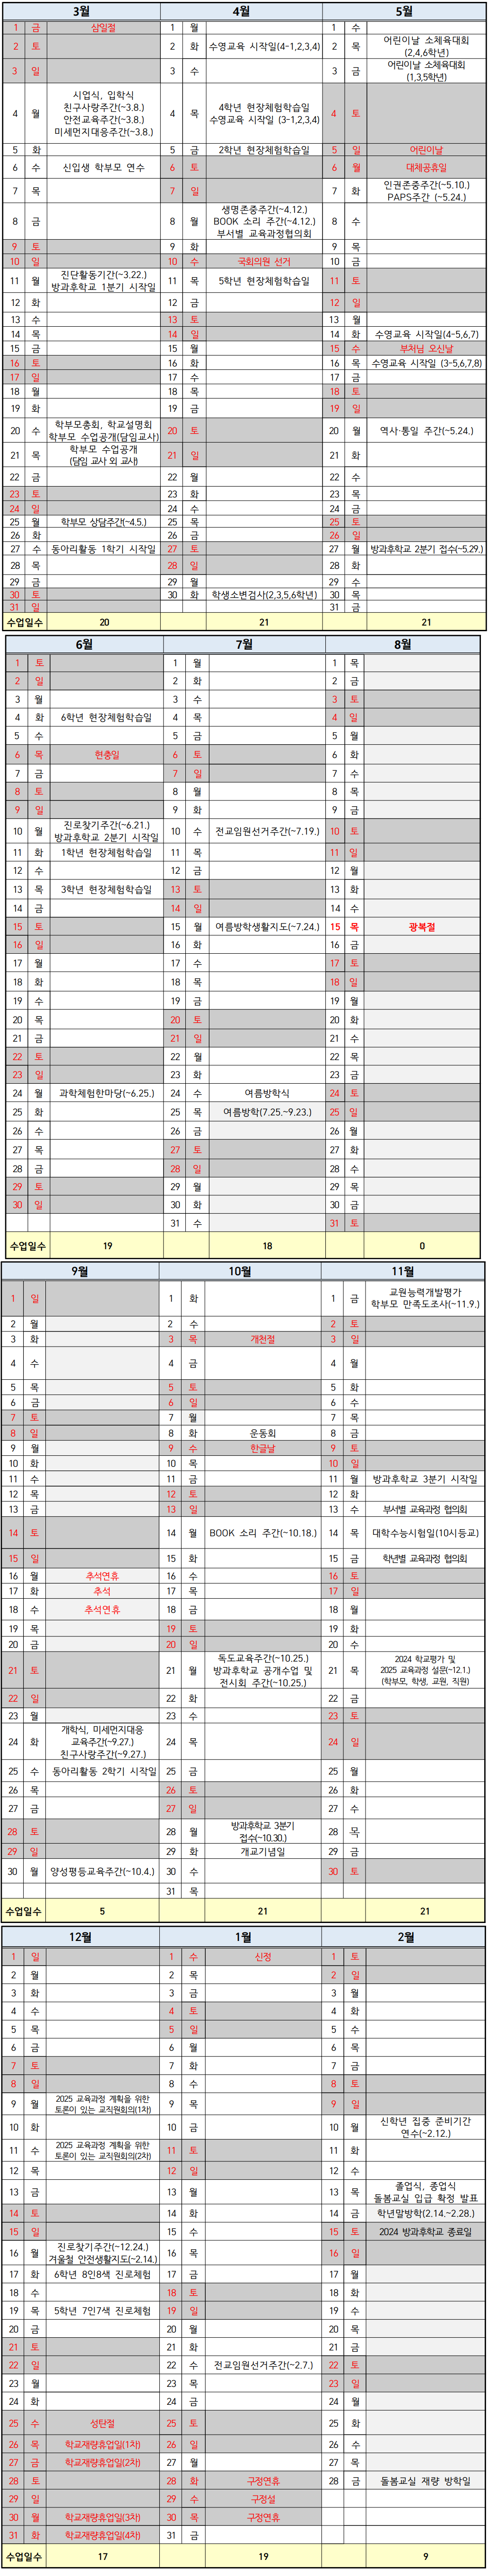 3월 4월 5월
1 금 삼일절 1 월 1 수
2 토 2 화 수영교육 시작일(4-1,2,3,4) 2 목 어린이날 소체육대회
(2,4,6학년)
3 일 3 수 3 금 어린이날 소체육대회
(1,3,5학년)
4 월 시업식, 입학식
친구사랑주간(~3.8.)
안전교육주간(~3.8.)
미세먼지대응주간(~3.8.)
4 목 4학년 현장체험학습일
수영교육 시작일 (3-1,2,3,4)
4 토
5 화 5 금 2학년 현장체험학습일 5 일 어린이날
6 수 신입생 학부모 연수 6 토 6 월 대체공휴일
7 목 7 일 7 화 인권존중주간(~5.10.)
PAPS주간 (~5.24.)
8 금 8 월 생명존중주간(~4.12.)
BOOK 소리 주간(~4.12.)
부서별 교육과정협의회
8 수
9 토 9 화 9 목
10 일 10 수 국회의원 선거 10 금
11 월 진단활동기간(~3.22.)
방과후학교 1분기 시작일
11 목 5학년 현장체험학습일 11 토
12 화 12 금 12 일
13 수 13 토 13 월
14 목 14 일 14 화 수영교육 시작일(4-5,6,7)
15 금 15 월 15 수 부처님 오신날
16 토 16 화 16 목 수영교육 시작일 (3-5,6,7,8)
17 일 17 수 17 금
18 월 18 목 18 토
19 화 19 금 19 일
20 수 학부모총회, 학교설명회
학부모 수업공개(담임교사)
20 토 20 월 역사·통일 주간(~5.24.)
21 목 학부모 수업공개
(담임 교사 외 교사)
21 일 21 화
22 금 22 월 22 수
23 토 23 화 23 목
24 일 24 수 24 금
25 월 학부모 상담주간(~4.5.) 25 목 25 토
26 화 26 금 26 일
27 수 동아리활동 1학기 시작일 27 토 27 월 방과후학교 2분기 접수(~5.29.)
28 목 28 일 28 화
29 금 29 월 29 수
30 토 30 화 학생소변검사(2,3,5,6학년) 30 목
31 일 31 금
수업일수 20 21 21
6월 7월 8월
1 토 1 월 1 목
2 일 2 화 2 금
3 월 3 수 3 토
4 화 6학년 현장체험학습일 4 목 4 일
5 수 5 금 5 월
6 목 현충일 6 토 6 화
7 금 7 일 7 수
8 토 8 월 8 목
9 일 9 화 9 금
10 월 진로찾기주간(~6.21.)
방과후학교 2분기 시작일
10 수 전교임원선거주간(~7.19.) 10 토
11 화 1학년 현장체험학습일 11 목 11 일
12 수 12 금 12 월
13 목 3학년 현장체험학습일 13 토 13 화
14 금 14 일 14 수
15 토 15 월 여름방학생활지도(~7.24.) 15 목 광복절
16 일 16 화 16 금
17 월 17 수 17 토
18 화 18 목 18 일
19 수 19 금 19 월
20 목 20 토 20 화
21 금 21 일 21 수
22 토 22 월 22 목
23 일 23 화 23 금
24 월 과학체험한마당(~6.25.) 24 수 여름방학식 24 토
25 화 25 목 여름방학(7.25.~9.23.) 25 일
26 수 26 금 26 월
27 목 27 토 27 화
28 금 28 일 28 수
29 토 29 월 29 목
30 일 30 화 30 금
31 수 31 토
수업일수 19 18 0
9월 10월 11월
1 일 1 화 1 금 교원능력개발평가
학부모 만족도조사(~11.9.)
2 월 2 수 2 토
3 화 3 목 개천절 3 일
4 수 4 금 4 월
5 목 5 토 5 화
6 금 6 일 6 수
7 토 7 월 7 목
8 일 8 화 운동회 8 금
9 월 9 수 한글날 9 토
10 화 10 목 10 일
11 수 11 금 11 월 방과후학교 3분기 시작일
12 목 12 토 12 화
13 금 13 일 13 수 부서별 교육과정 협의회
14 토 14 월 BOOK 소리 주간(~10.18.) 14 목 대학수능시험일(10시등교)
15 일 15 화 15 금 학년별 교육과정 협의회
16 월 추석연휴 16 수 16 토
17 화 추석 17 목 17 일
18 수 추석연휴 18 금 18 월
19 목 19 토 19 화
20 금 20 일 20 수
21 토 21 월 독도교육주간(~10.25.)
방과후학교 공개수업 및
전시회 주간(~10.25.)
21 목 2024 학교평가 및
2025 교육과정 설문(~12.1.)
(학부모, 학생, 교원, 직원)
22 일 22 화 22 금
23 월 23 수 23 토
24 화 개학식, 미세먼지대응
교육주간(~9.27.)
친구사랑주간(~9.27.)
24 목 24 일
25 수 동아리활동 2학기 시작일 25 금 25 월
26 목 26 토 26 화
27 금 27 일 27 수
28 토 28 월 방과후학교 3분기
접수(~10.30.)
28 목
29 일 29 화 개교기념일 29 금
30 월 양성평등교육주간(~10.4.) 30 수 30 토
31 목
수업일수 5 21 21
12월 1월 2월
1 일 1 수 신정 1 토
2 월 2 목 2 일
3 화 3 금 3 월
4 수 4 토 4 화
5 목 5 일 5 수
6 금 6 월 6 목
7 토 7 화 7 금
8 일 8 수 8 토
9 월 2025 교육과정 계획을 위한
토론이 있는 교직원회의(1차)
9 목 9 일
10 화 10 금 10 월 신학년 집중 준비기간
연수(~2.12.)
11 수 2025 교육과정 계획을 위한
토론이 있는 교직원회의(2차)
11 토 11 화
12 목 12 일 12 수
13 금 13 월 13 목 졸업식, 종업식
돌봄교실 입급 확정 발표
14 토 14 화 14 금 학년말방학(2.14.~2.28.)
15 일 15 수 15 토 2024 방과후학교 종료일
16 월 진로찾기주간(~12.24.)
겨울철 안전생활지도(~2.14.)
16 목 16 일
17 화 6학년 8인8색 진로체험 17 금 17 월
18 수 18 토 18 화
19 목 5학년 7인7색 진로체험 19 일 19 수
20 금 20 월 20 목
21 토 21 화 21 금
22 일 22 수 전교임원선거주간(~2.7.) 22 토
23 월 23 목 23 일
24 화 24 금 24 월
25 수 성탄절 25 토 25 화
26 목 학교재량휴업일(1차) 26 일 26 수
27 금 학교재량휴업일(2차) 27 월 27 목
28 토 28 화 구정연휴 28 금 돌봄교실 재량 방학일
29 일 29 수 구정설
30 월 학교재량휴업일(3차) 30 목 구정연휴
31 화 학교재량휴업일(4차) 31 금
수업일수 17 19 9